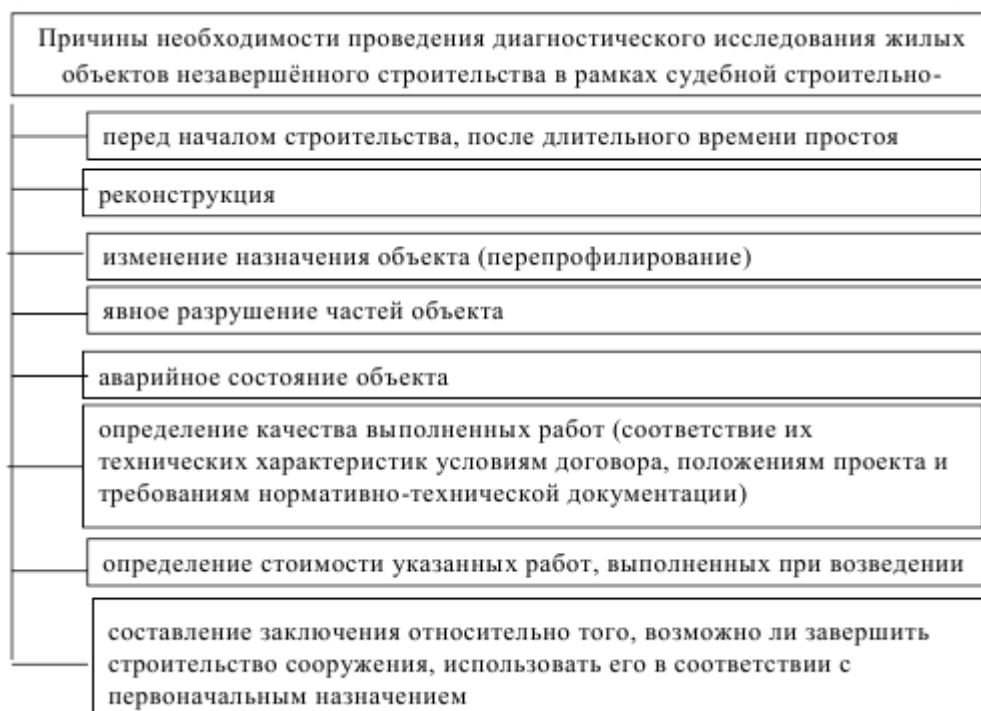 Причины необходимости проведения диагностического исследования жилых
объектов незавершённого строительства в рамках судебной строительно-
перед началом строительства, после длительного времени простоя
реконструкция
изменение назначения объекта (перепрофилирование)
явное разрушение частей объекта
аварийное состояние объекта
определение качества выполненных работ (соответствие их
технических характеристик условиям договора, положениям проекта и
требованиям нормативно-технической документации)
определение стоимости указанных работ, выполненных при возведении
составление заключения относительно того, возможно ли завершить
строительство сооружения, использовать его в соответствии с
первоначальным назначением